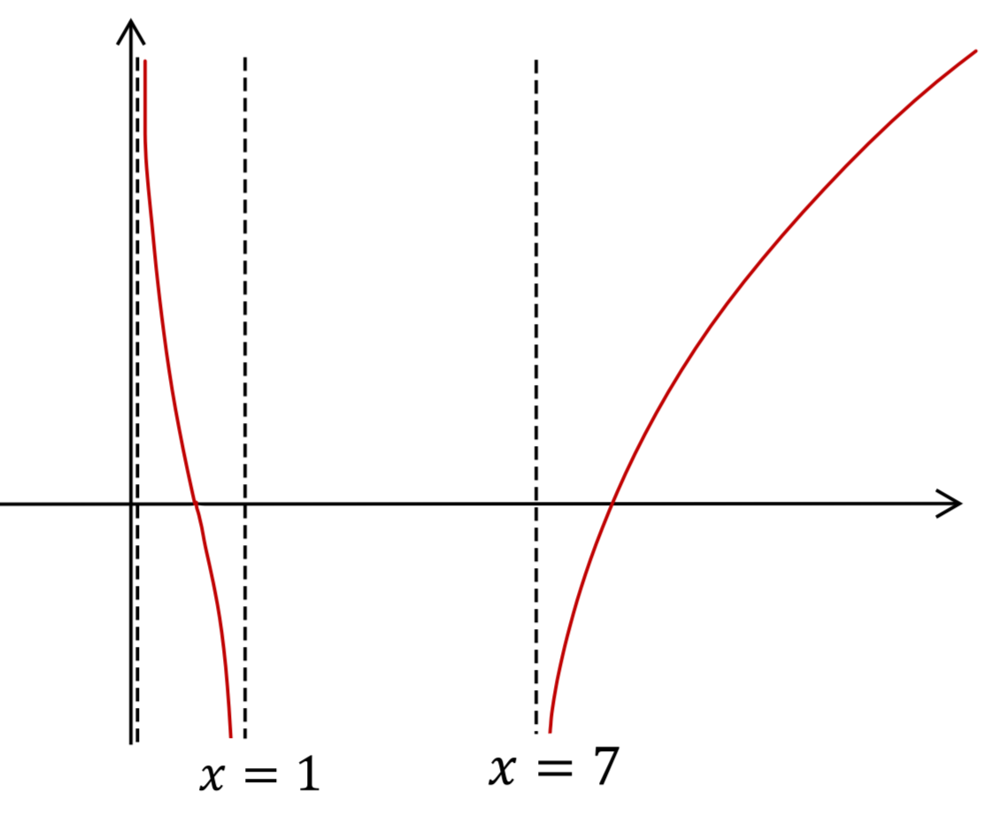 x = 1
x = 7